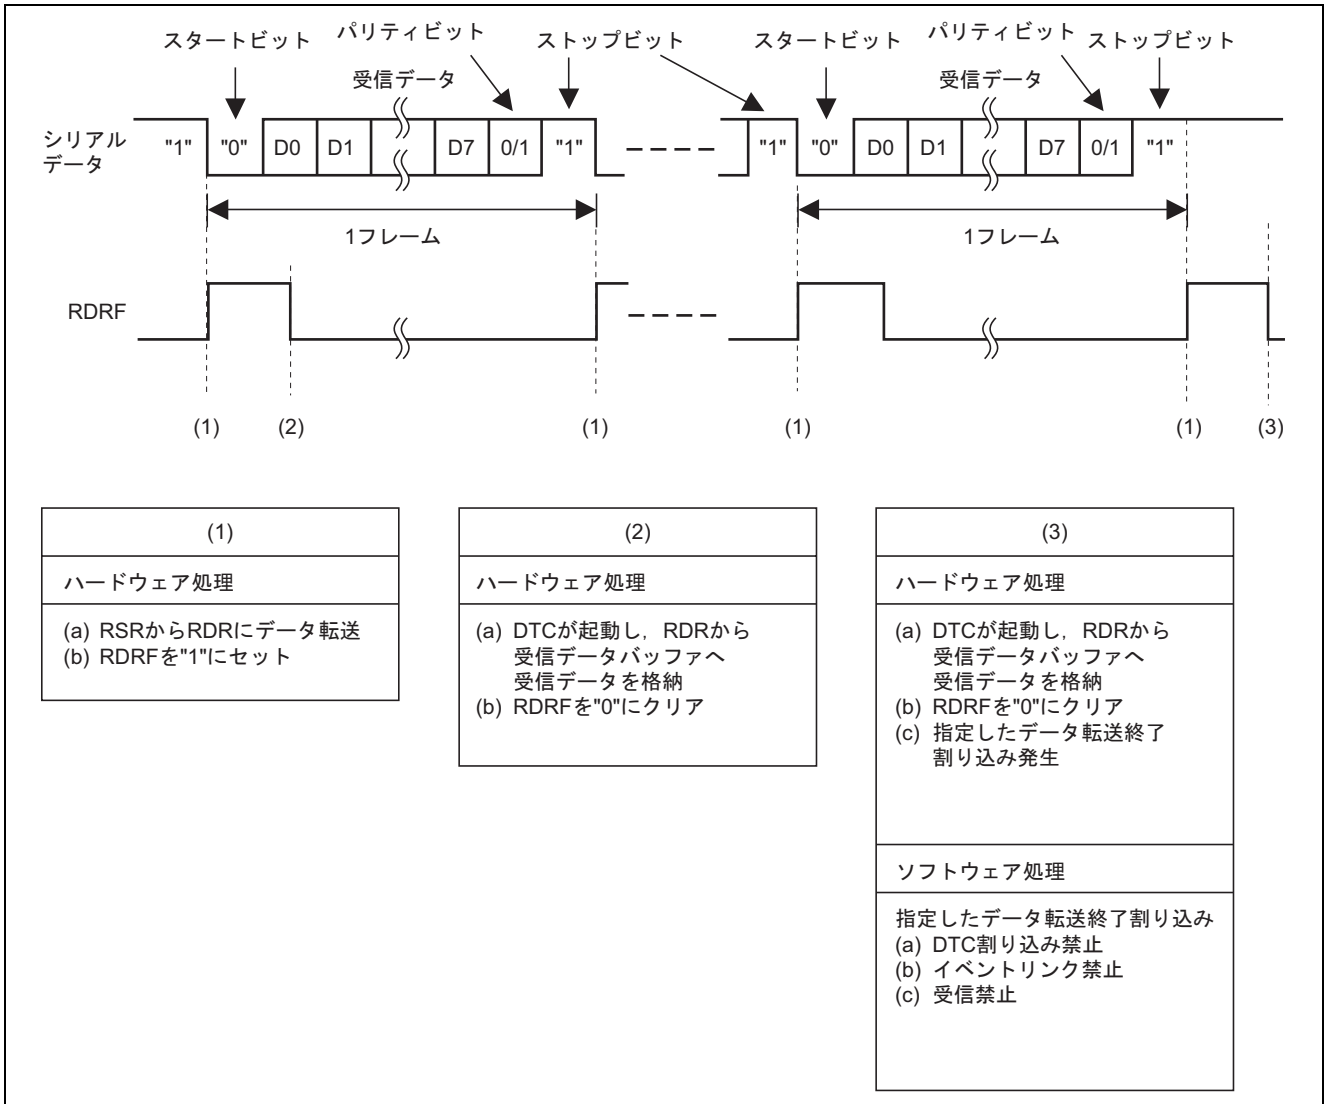 スタートビット パリティビット ストップビット スタートビット パリティビット ストップビット
受信データ 受信データ
シリアル
データ
"1" "0" D0 D1 D7 0/1 "1" "1" "0" D0 D1 D7 0/1 "1"
1フレーム 1フレーム
RDRF
(1) (2) (1) (1) (1) (3)
(1)
ハードウェア処理
(a) RSRからRDRにデータ転送
(b) RDRFを"1"にセット
(2)
ハードウェア処理
(a) DTCが起動し，RDRから
受信データバッファへ
受信データを格納
(b) RDRFを"0"にクリア
(3)
ハードウェア処理
(a) DTCが起動し，RDRから
受信データバッファへ
受信データを格納
(b) RDRFを"0"にクリア
(c) 指定したデータ転送終了
割り込み発生
ソフトウェア処理
指定したデータ転送終了割り込み
(a) DTC割り込み禁止
(b) イベントリンク禁止
(c) 受信禁止